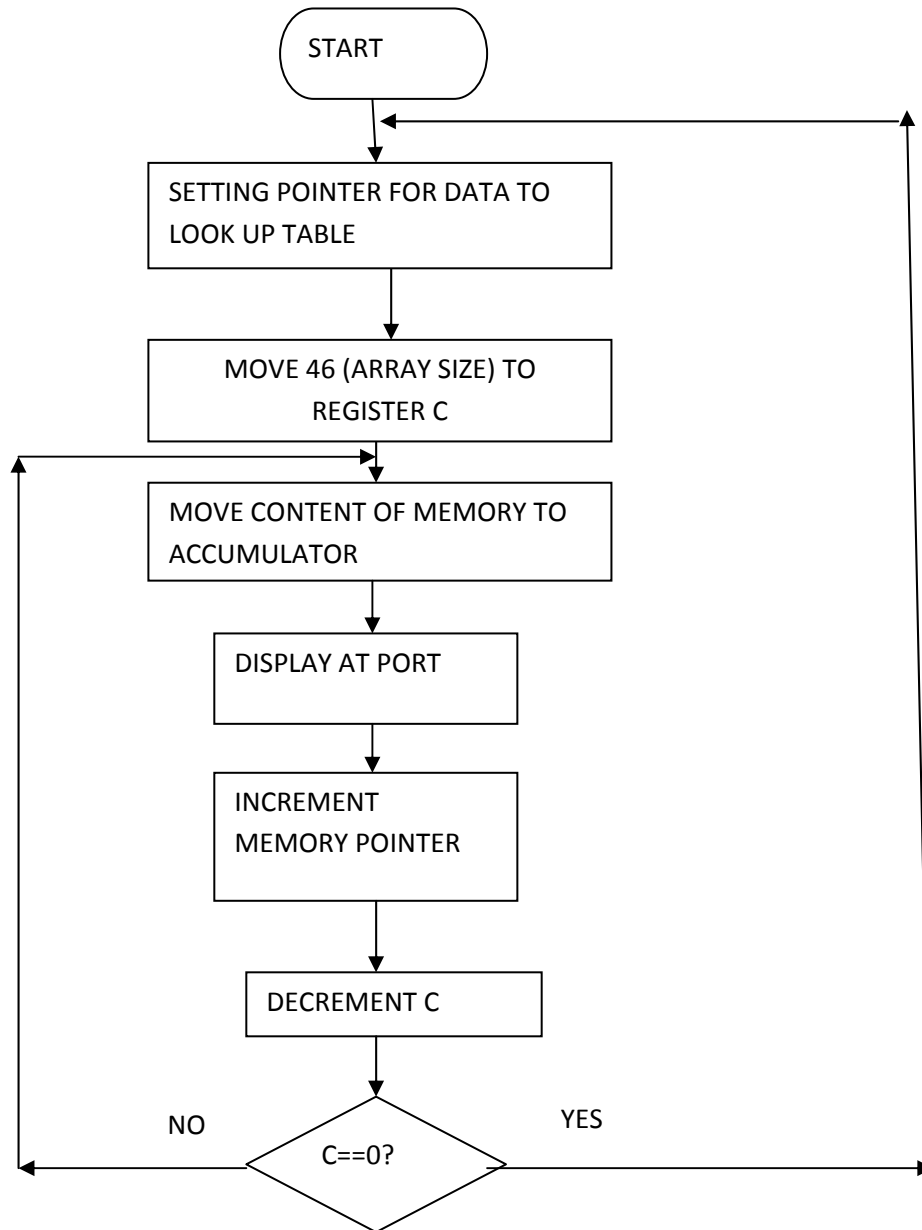 START
SETTING POINTER FOR DATA TO
LOOK UP TABLE
MOVE 46 (ARRAY SIZE) TO
REGISTER C
MOVE CONTENT OF MEMORY TO
ACCUMULATOR
DISPLAY AT PORT
INCREMENT
MEMORY POINTER
DECREMENT C
NO
YES
C==0?